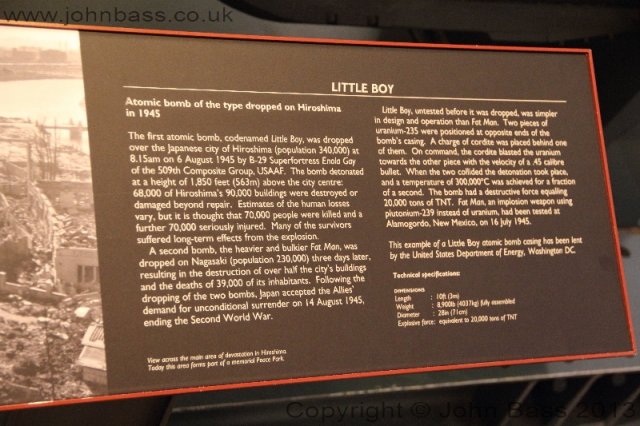 www.johnbass.co.uk
LITTLE BOY
Atomic bomb of the type dropped on Hiroshima
in 1945
The first atomic bomb, codenamed Little Boy, was dropped
over the Japanese city of Hiroshima (population 340,000) at
8.15am on 6 August 1945 by B-29 Superfortress Enola Gay
of the 509th Composite Group, USAAF. The bomb detonated
at a height of 1,850 feet (563m) above the city centre:
68,000 of Hiroshima's 90,000 buildings were destroyed or
damaged beyond repair. Estimates of the human losses
vary, but it is thought that 70,000 people were killed and a
further 70,000 seriously injured. Many of the survivors
suffered long-term effects from the explosion.
A second bomb, the heavier and bulkier Fat Man, was
dropped on Nagasaki (population 230,000) three days later,
resulting in the destruction of over half the city's buildings
and the deaths of 39,000 of its inhabitants. Following the
dropping of the two bombs, Japan accepted the Allies'
demand for unconditional surrender on 14 August 1945,
ending the Second World War.
View across the main area of devastation in Hiroshima.
Today this area forms part of a memorial Peace Park.
Little Boy, untested before it was dropped, was simpler
in design and operation than Fat Man. Two pieces of
uranium-235 were positioned at opposite ends of the
bomb's casing. A charge of cordite was placed behind one
of them. On command, the cordite blasted the uranium
towards the other piece with the velocity of a .45 calibre
bullet. When the two collided the detonation took place,
and a temperature of 300,000°C was achieved for a fraction
of a second. The bomb had a destructive force equalling
20,000 tons of TNT. Fat Man, an implosion weapon using
plutonium-239 instead of uranium, had been tested at
Alamogordo, New Mexico, on 16 July 1945.
This example of a Little Boy atomic bomb casing has been lent
by the United States Department of Energy, Washington DC.
Technical specifications:
DIMENSIONS
Length : 10ft (3m)
Weight : 8,900lbs (4037kg) fully assembled
Diameter : 28in (71cm)
Explosive force: equivalent to 20,000 tons of TNT
Copyright © John Bass 2013